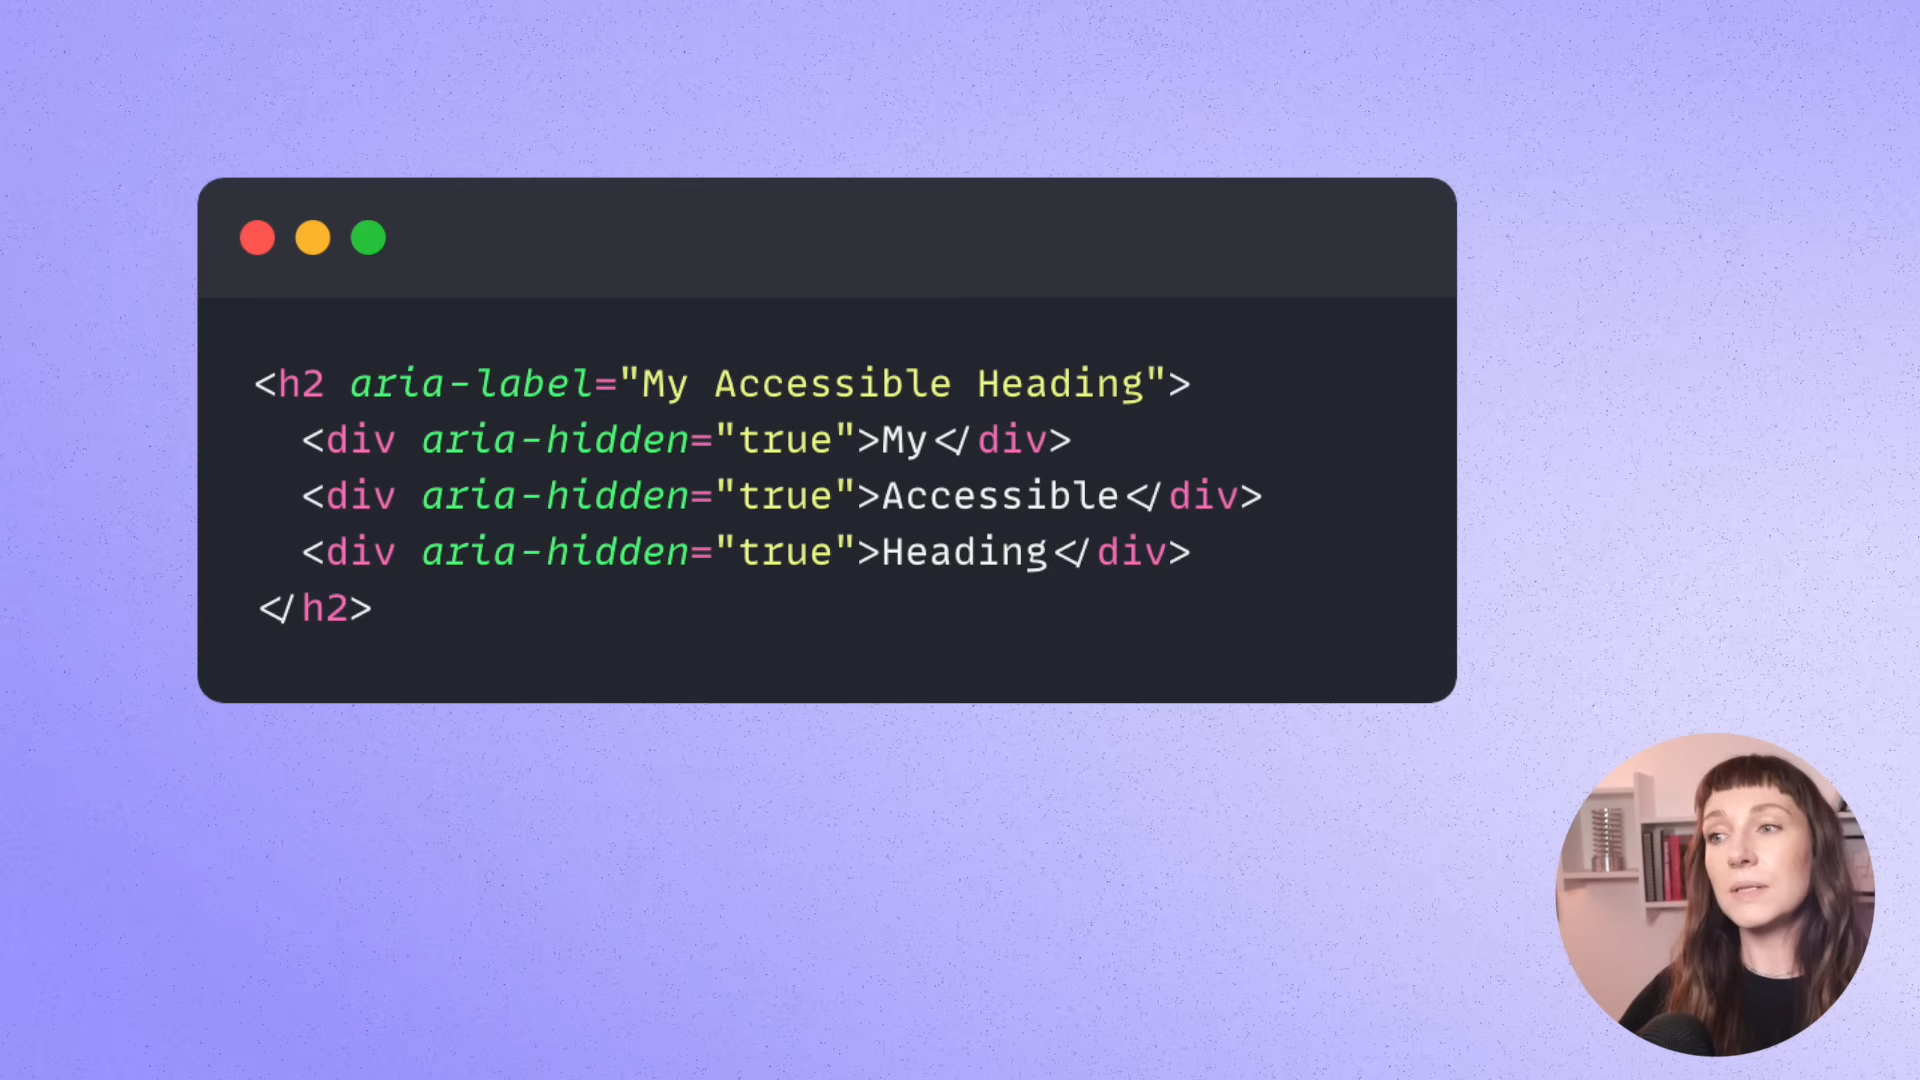 <h2 aria-label="My Accessible Heading">
<div aria-hidden="true">My</div>
<div aria-hidden="true">Accessible</div>
<div aria-hidden="true">Heading</div>
</h2>